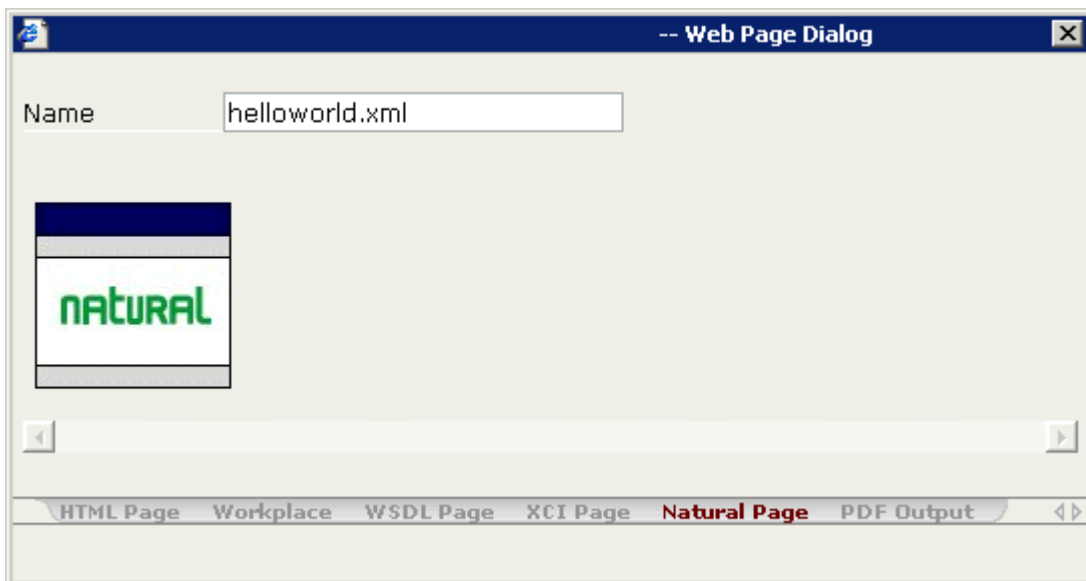 -- Web Page Dialog
Name helloworld.xml
natural
HTML Page Workplace WSDL Page XCI Page Natural Page PDF Output